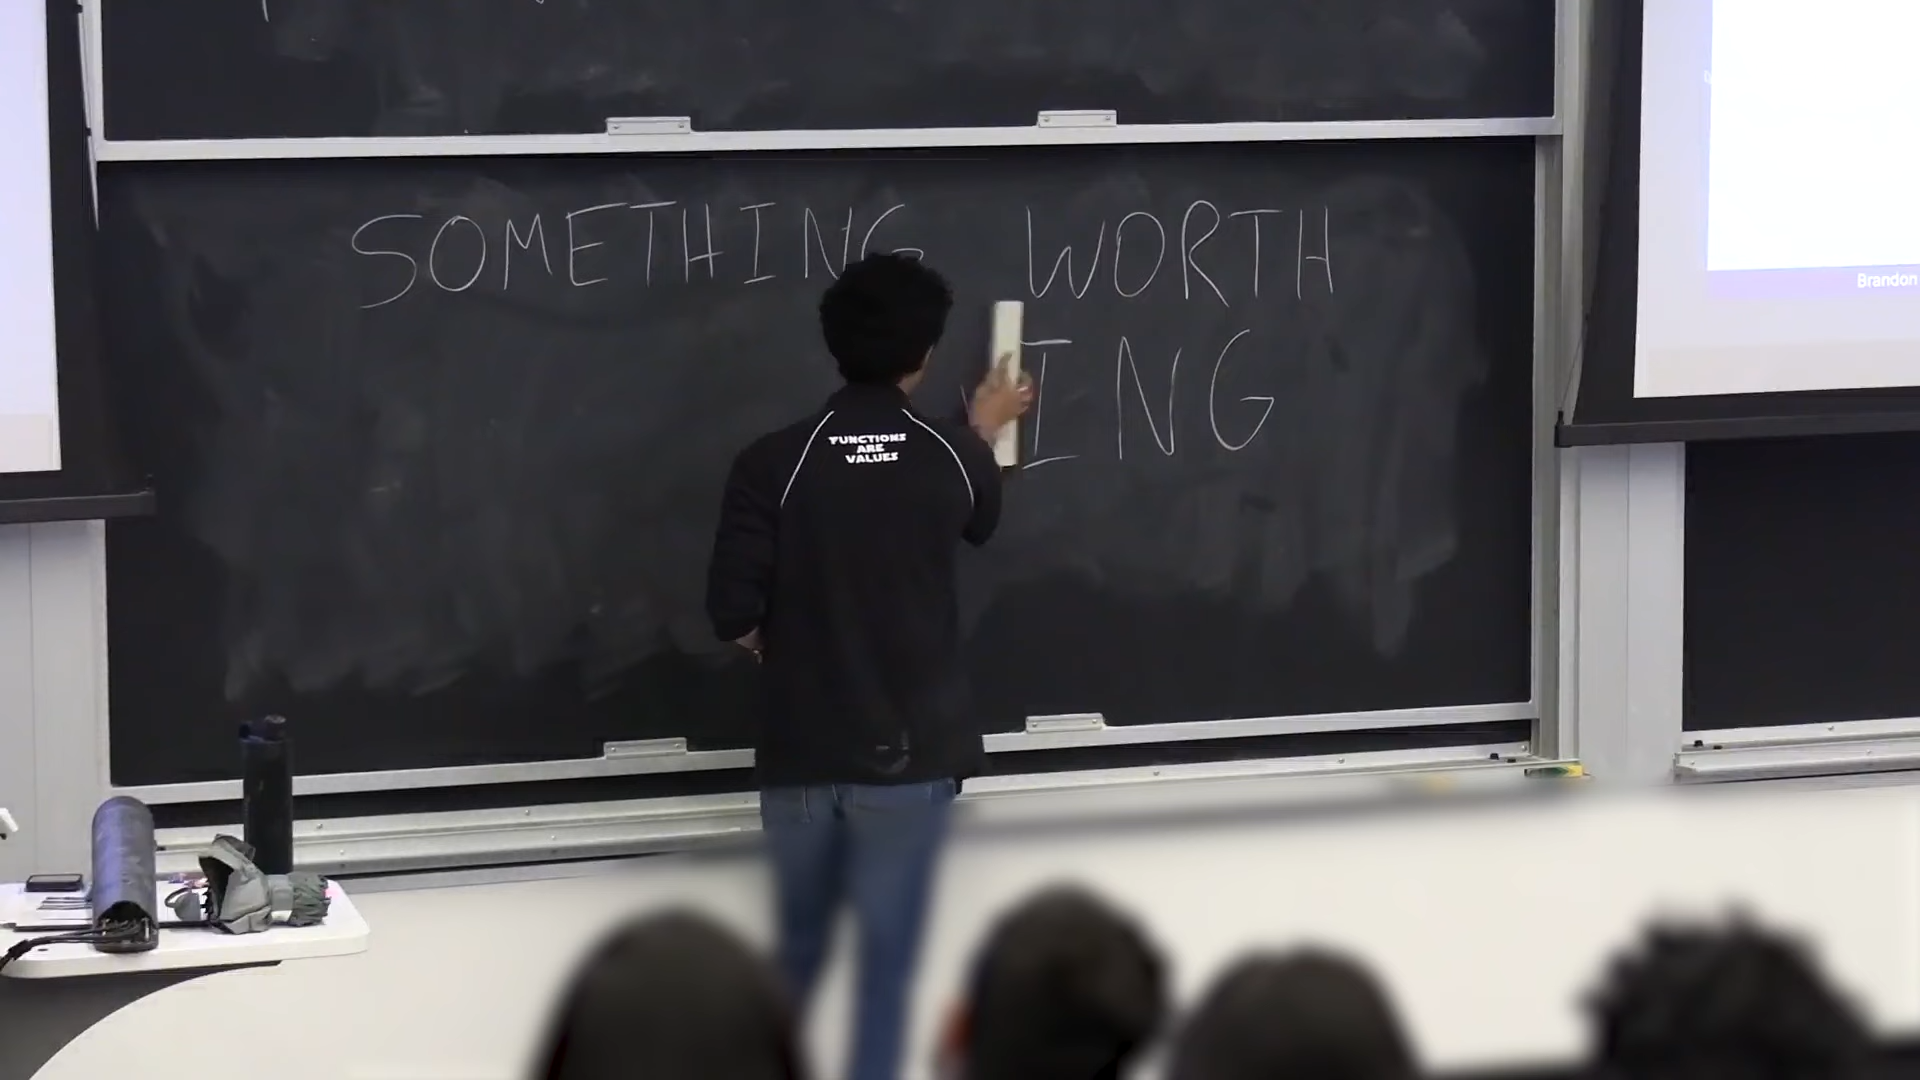 SOMETHING WORTH
ING
FUNCTIONS
ARE
VALUES
Brandon